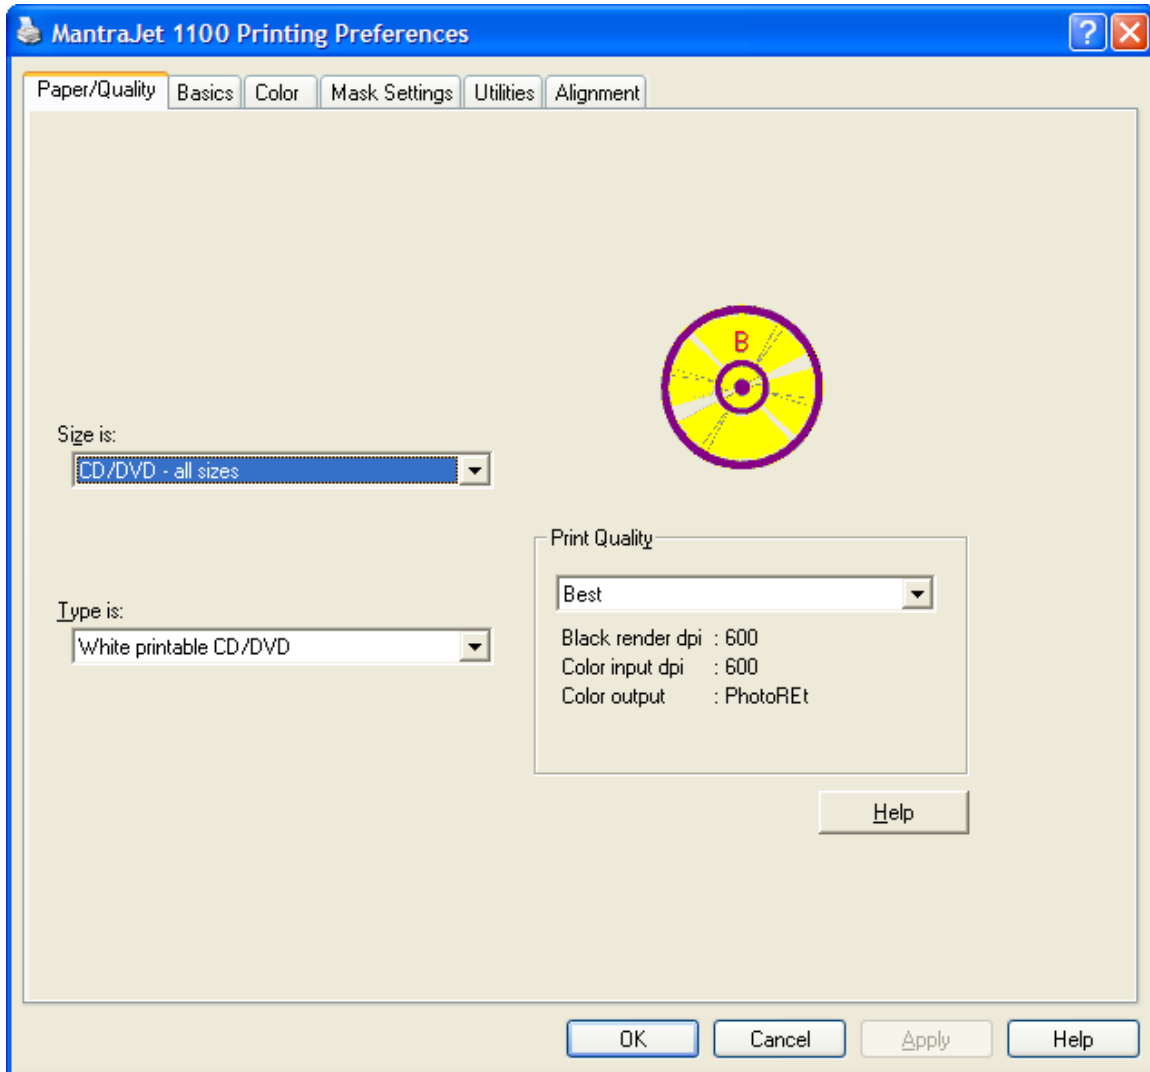 MantraJet 1100 Printing Preferences
Paper/Quality Basics Color Mask Settings Utilities Alignment
B
Size is:
CD/DVD - all sizes
Print Quality
Best
Type is:
White printable CD/DVD
Black render dpi : 600
Color input dpi : 600
Color output : PhotoREt
Help
OK Cancel Apply Help